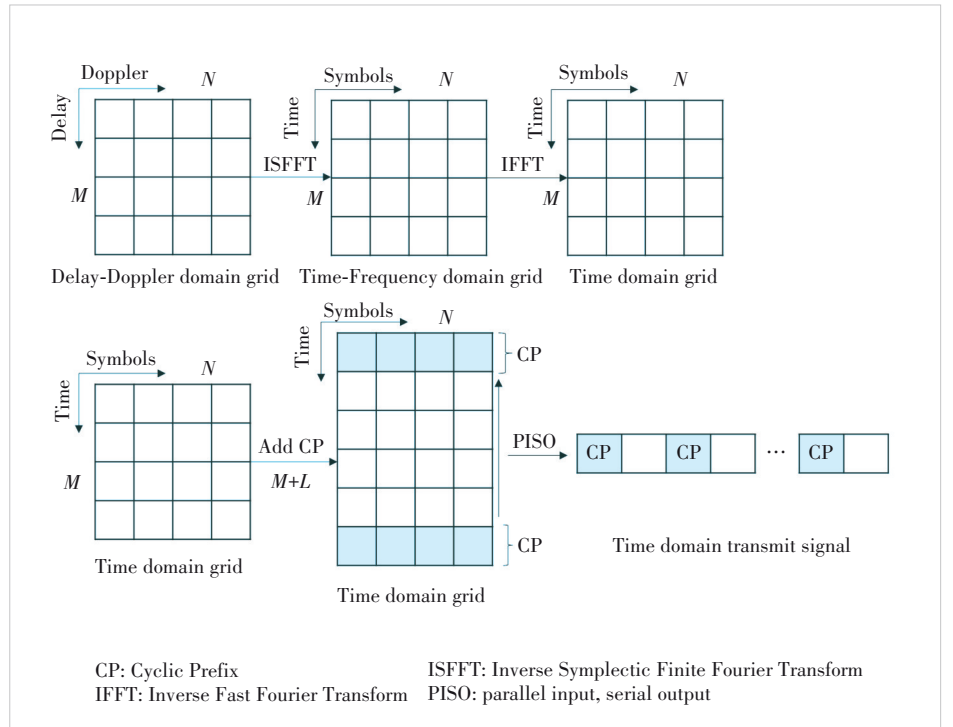 Doppler
N
Delay
M
Delay-Doppler domain grid
ISFFT
Symbols
Time
M
Time-Frequency domain grid
IFFT
Symbols
N
Time
M
Time domain grid
Symbols
N
Time
M
Time domain grid
Add CP
M+L
Symbols
N
Time
CP
CP
Time domain grid
PISO
CP
CP
...
CP
Time domain transmit signal
CP: Cyclic Prefix
IFFT: Inverse Fast Fourier Transform
ISFFT: Inverse Symplectic Finite Fourier Transform
PISO: parallel input, serial output